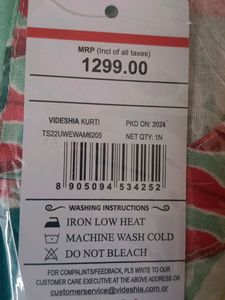 MRP (Incl of all taxes)
1299.00
VIDESHIA KURTI PKD ON: 2024
TS22UWEWAM6205 NET QTY: 1N
8 905094 534252
WASHING INSTRUCTIONS
IRON LOW HEAT
MACHINE WASH COLD
DO NOT BLEACH
FOR COMPLAINTS/FEEDBACK, PLS WRITE TO OUR
CUSTOMER CARE EXECUTIVE AT THE ABOVE ADDRESS OR
customerservice@videshia.com or